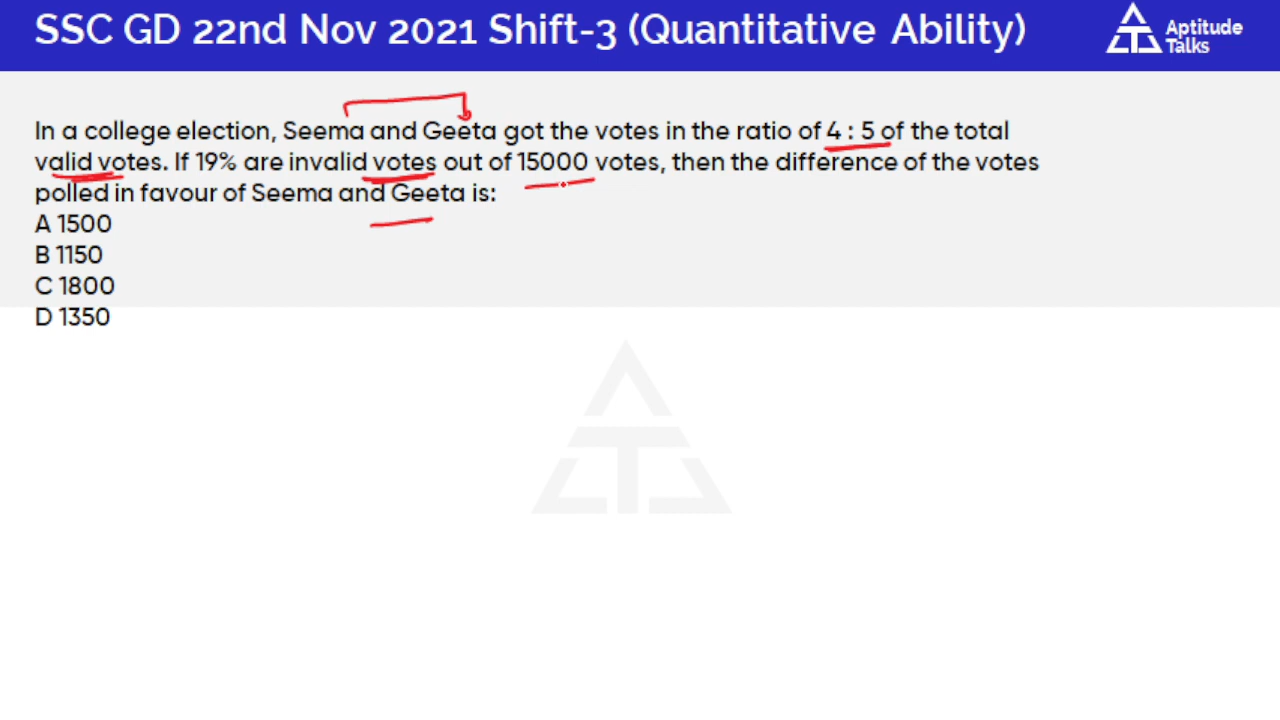 SSC GD 22nd Nov 2021 Shift-3 (Quantitative Ability)
Aptitude
Talks
In a college election, Seema and Geeta got the votes in the ratio of 4 : 5 of the total
valid votes. If 19% are invalid votes out of 15000 votes, then the difference of the votes
polled in favour of Seema and Geeta is:
A 1500
B 1150
C 1800
D 1350